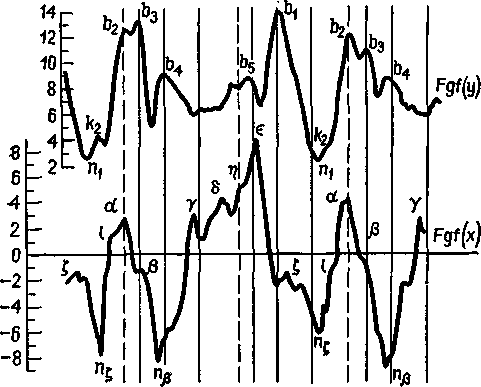 14
12
10
8
6
4
2
b₂
b₃
b₄
b₅
b₁
b₂
b₃
b₄
k₂
n₁
k₂
n₁
Fgf(y)
8
6
4
2
0
-2
-4
-6
-8
ζ
nζ
ι
α
β
nβ
γ
δ
η
ε
ζ
nζ
ι
α
β
nβ
γ
Fgf(x)